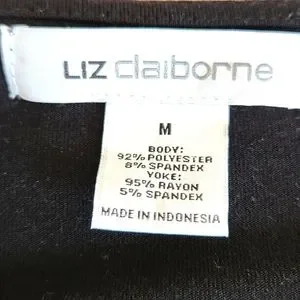 LIZ claiborne
M
BODY:
92% POLYESTER
8% SPANDEX
YOKE:
95% RAYON
5% SPANDEX
MADE IN INDONESIA